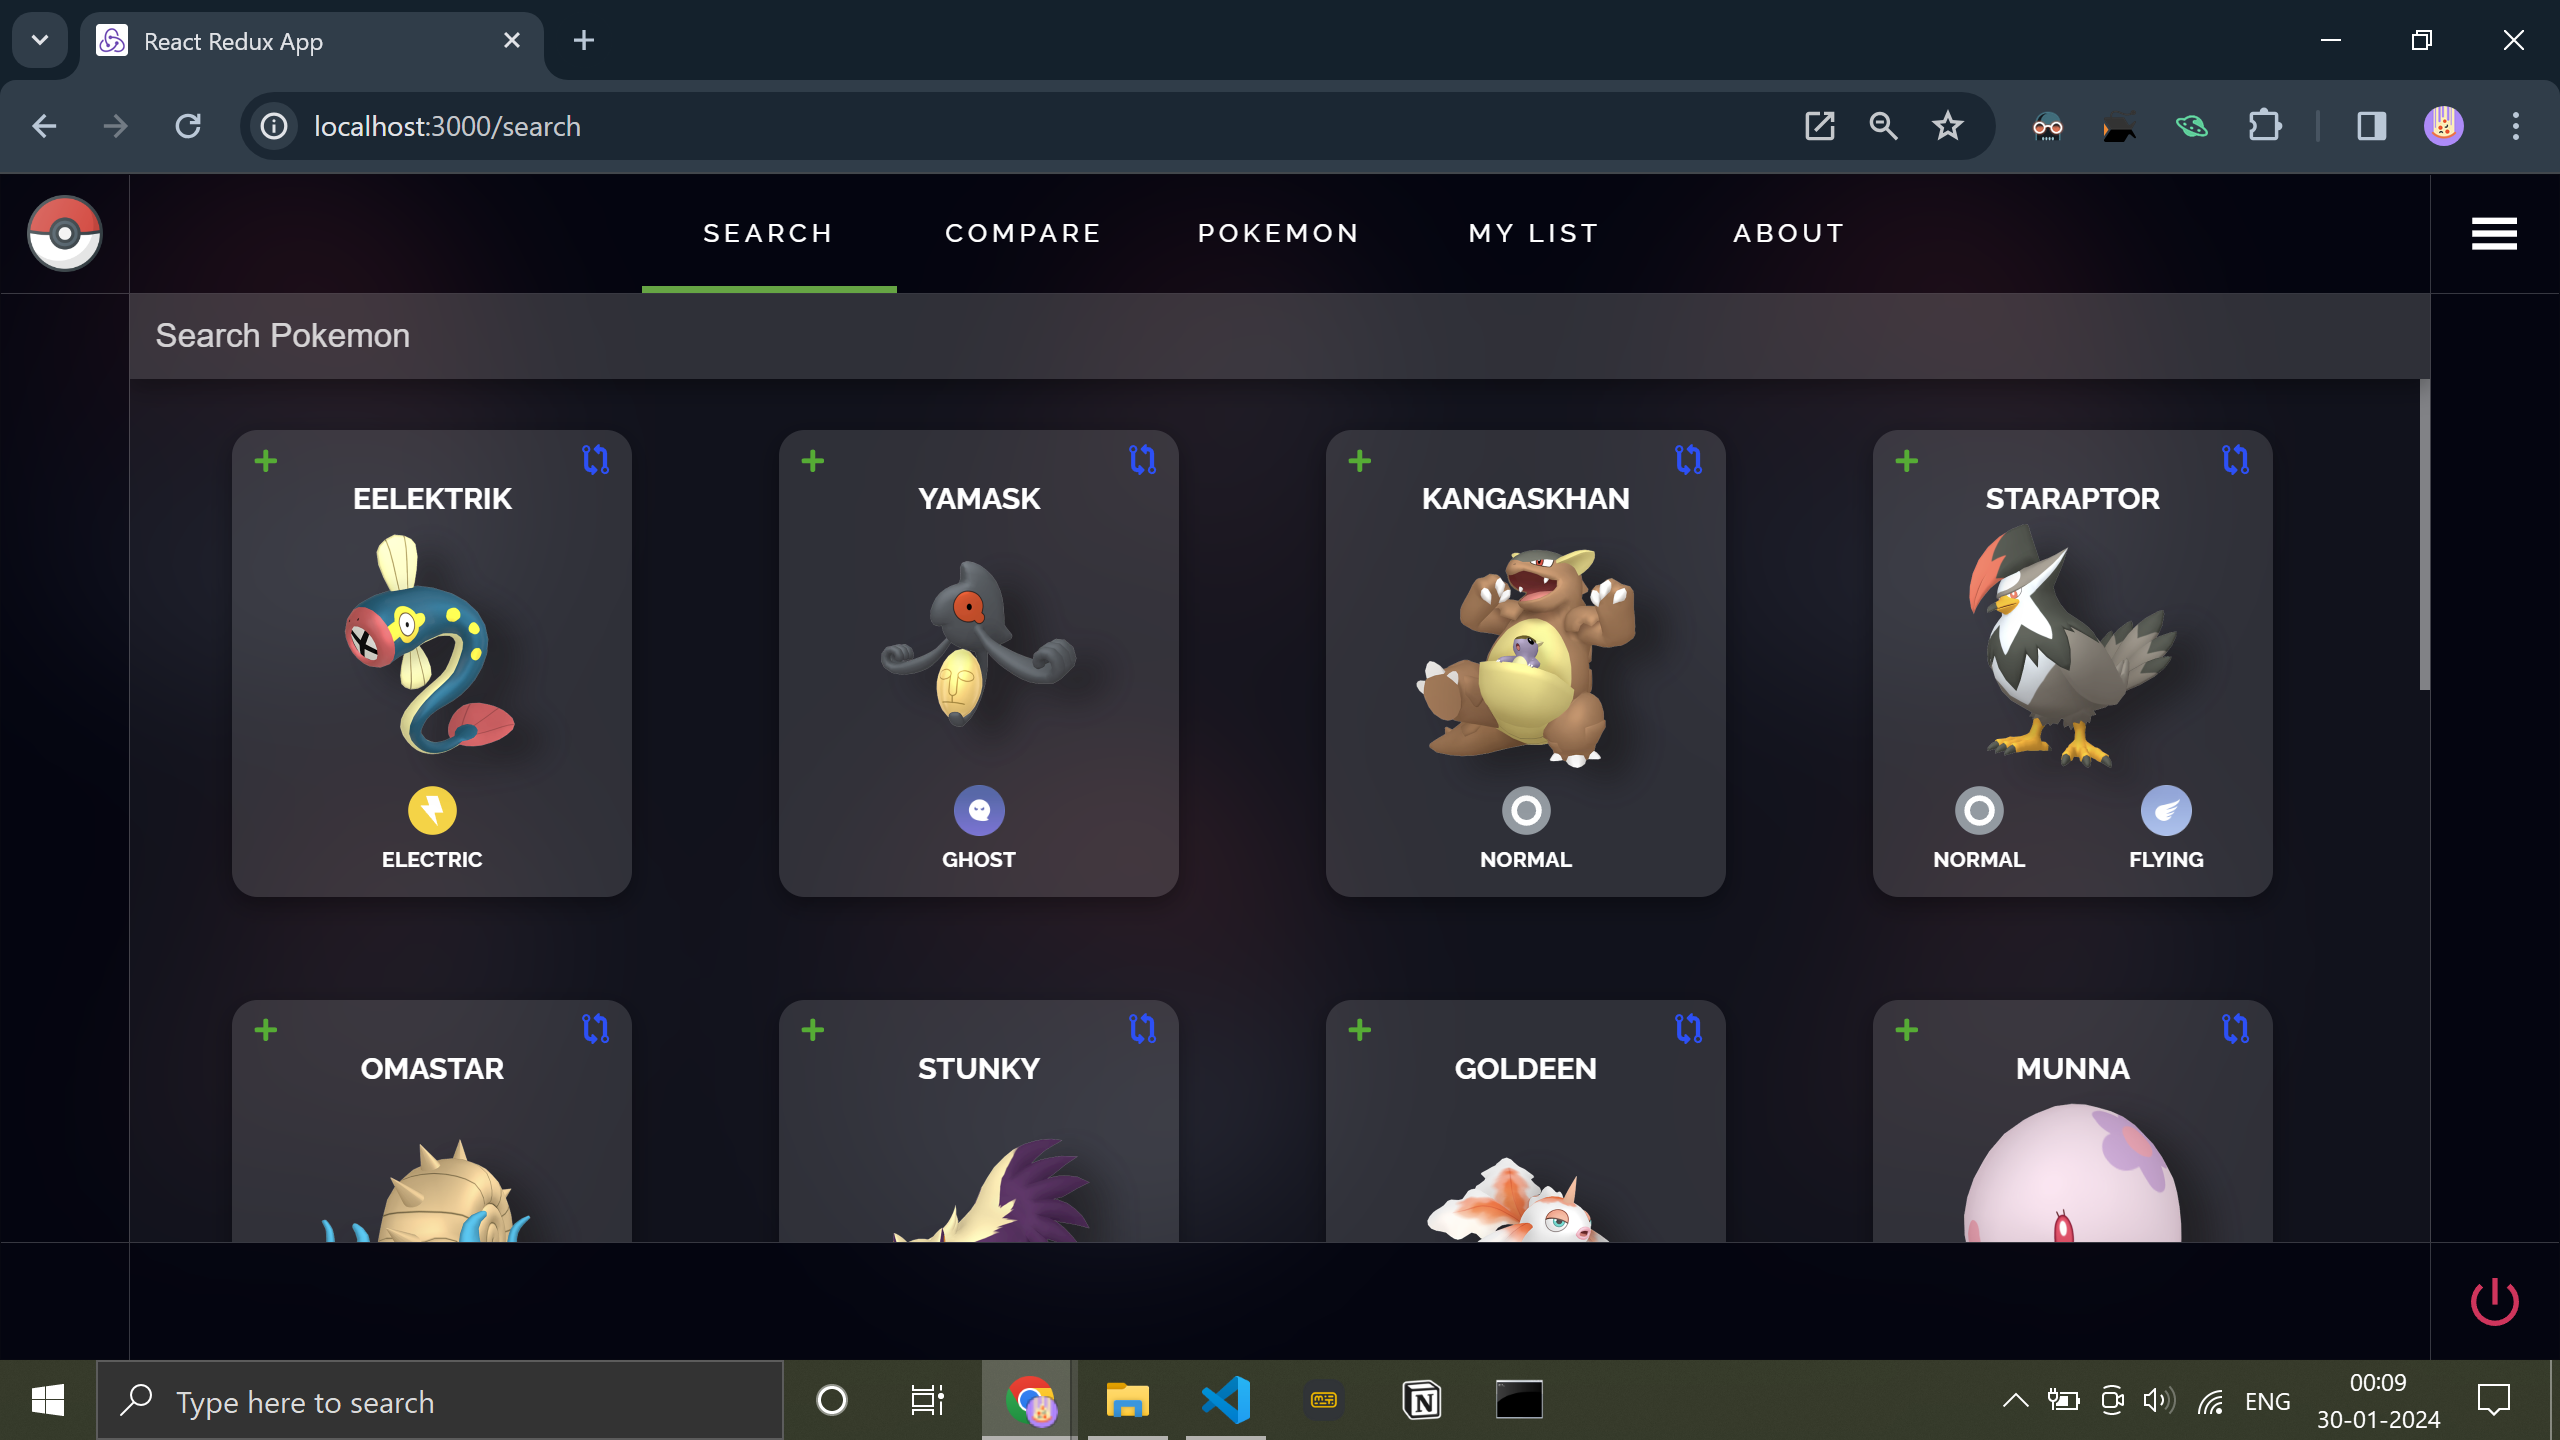 React Redux App
localhost:3000/search
SEARCH COMPARE POKEMON MY LIST ABOUT
Search Pokemon
EELEKTRIK YAMASK KANGASKHAN STARAPTOR
ELECTRIC GHOST NORMAL NORMAL FLYING
OMASTAR STUNKY GOLDEEN MUNNA
Type here to search
ENG
00:09
30-01-2024